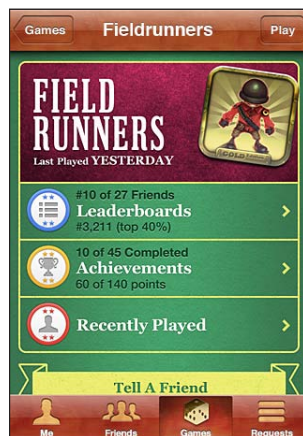 Games Fieldrunners Play
FIELD
RUNNERS
Last Played YESTERDAY
GOLD
#10 of 27 Friends
Leaderboards
#3,211 (top 40%)
10 of 45 Completed
Achievements
60 of 140 points
Recently Played
Tell A Friend
Me Friends Games Requests